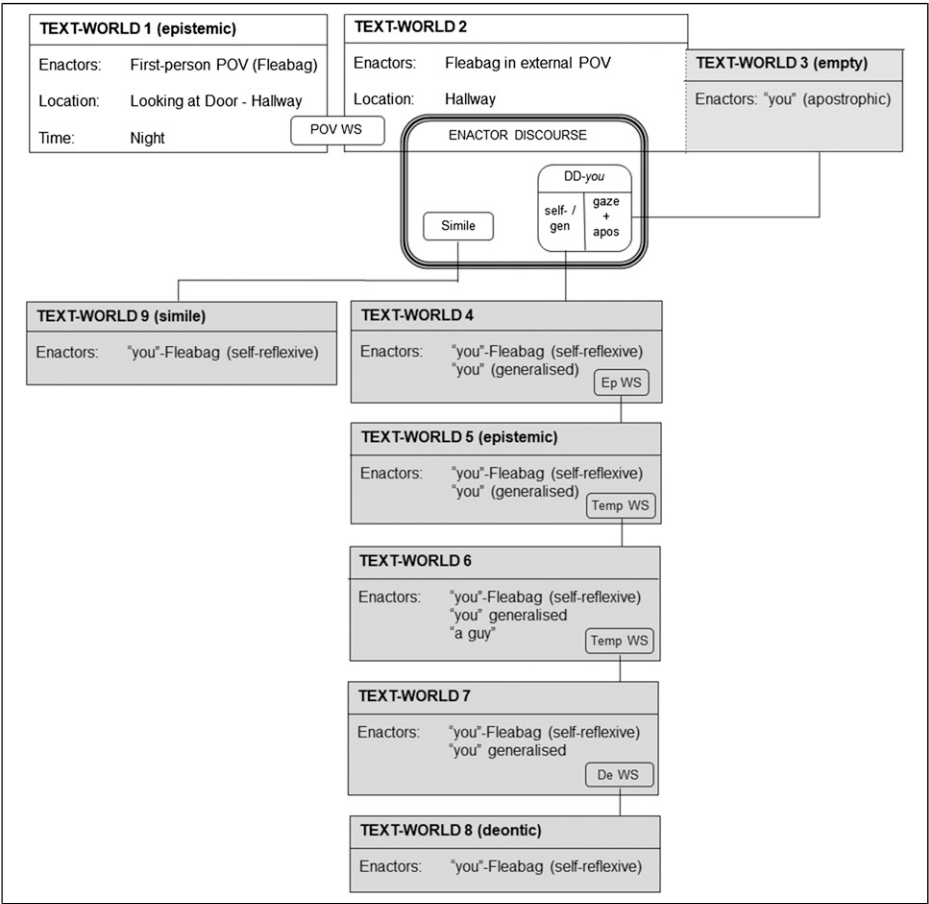 TEXT-WORLD 1 (epistemic)
Enactors: First-person POV (Fleabag)
Location: Looking at Door - Hallway
Time: Night
POV WS
TEXT-WORLD 2
Enactors: Fleabag in external POV
Location: Hallway
TEXT-WORLD 3 (empty)
Enactors: "you" (apostrophic)
ENACTOR DISCOURSE
DD-you
self- /
gen
gaze
+
apos
Simile
TEXT-WORLD 9 (simile)
Enactors: "you"-Fleabag (self-reflexive)
TEXT-WORLD 4
Enactors: "you"-Fleabag (self-reflexive)
"you" (generalised)
Ep WS
TEXT-WORLD 5 (epistemic)
Enactors: "you"-Fleabag (self-reflexive)
"you" (generalised)
Temp WS
TEXT-WORLD 6
Enactors: "you"-Fleabag (self-reflexive)
"you" generalised
"a guy"
Temp WS
TEXT-WORLD 7
Enactors: "you"-Fleabag (self-reflexive)
"you" generalised
De WS
TEXT-WORLD 8 (deontic)
Enactors: "you"-Fleabag (self-reflexive)